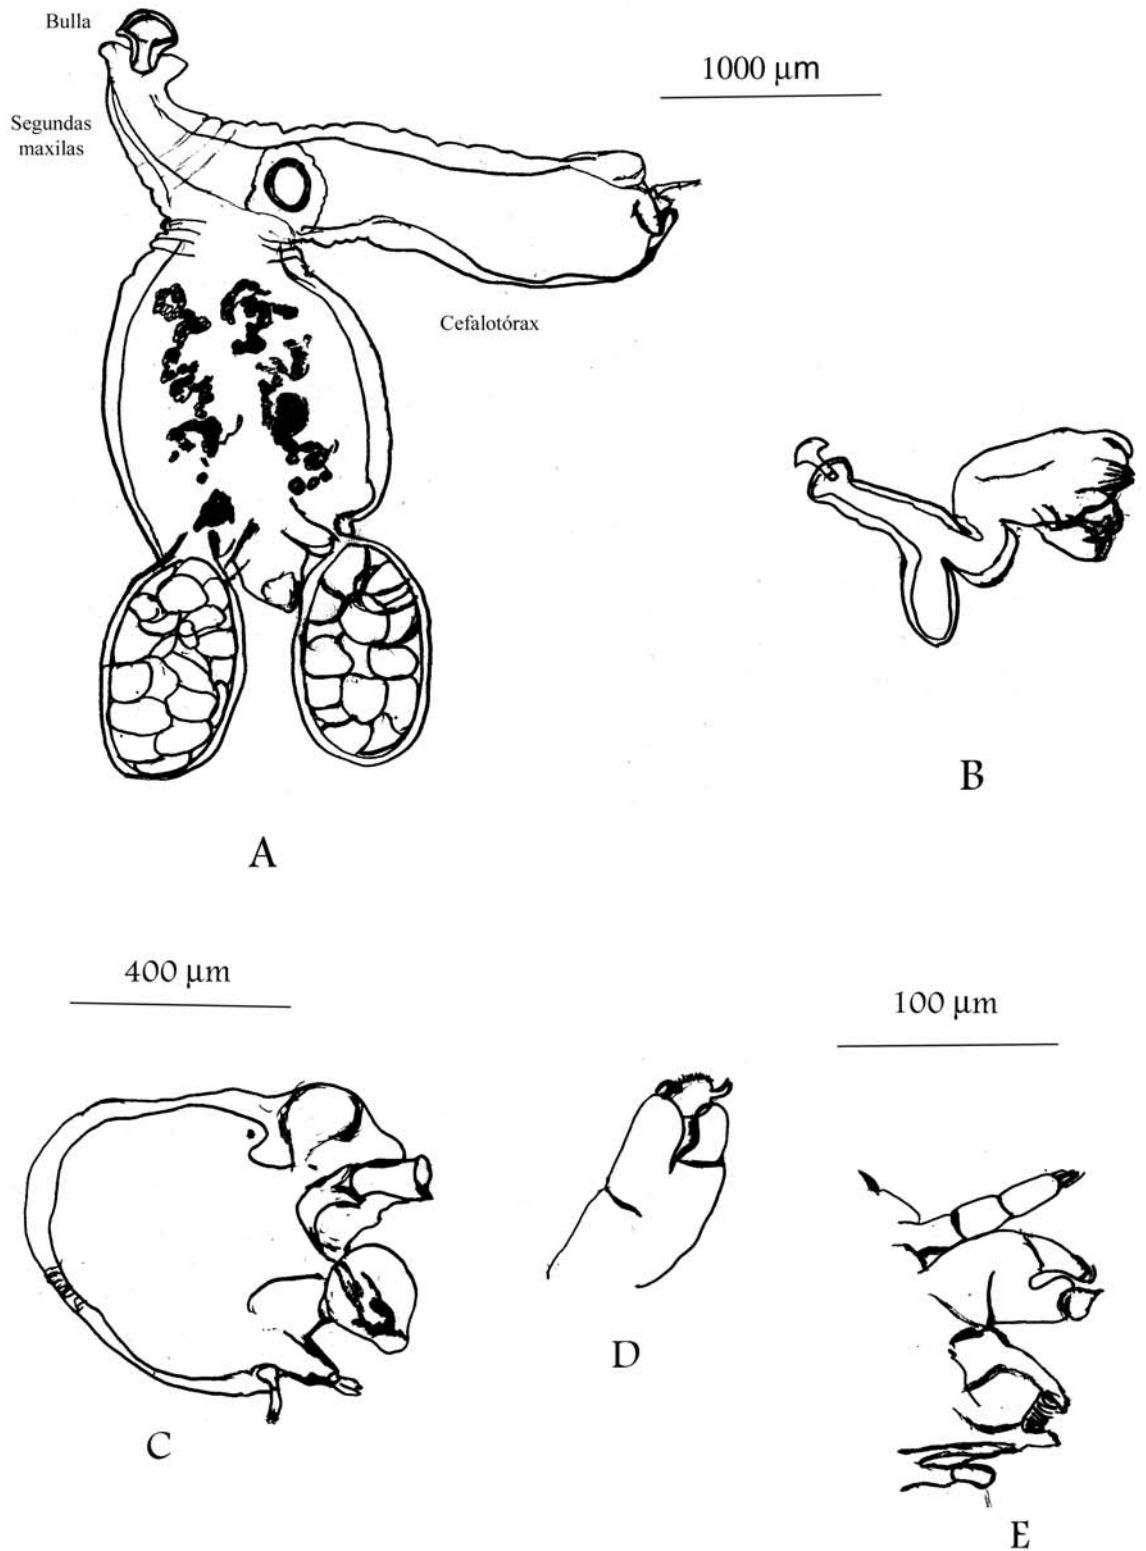 Bulla
1000 µm
Segundas
maxilas
Cefalotórax
B
A
400 µm
100 µm
D
C
E